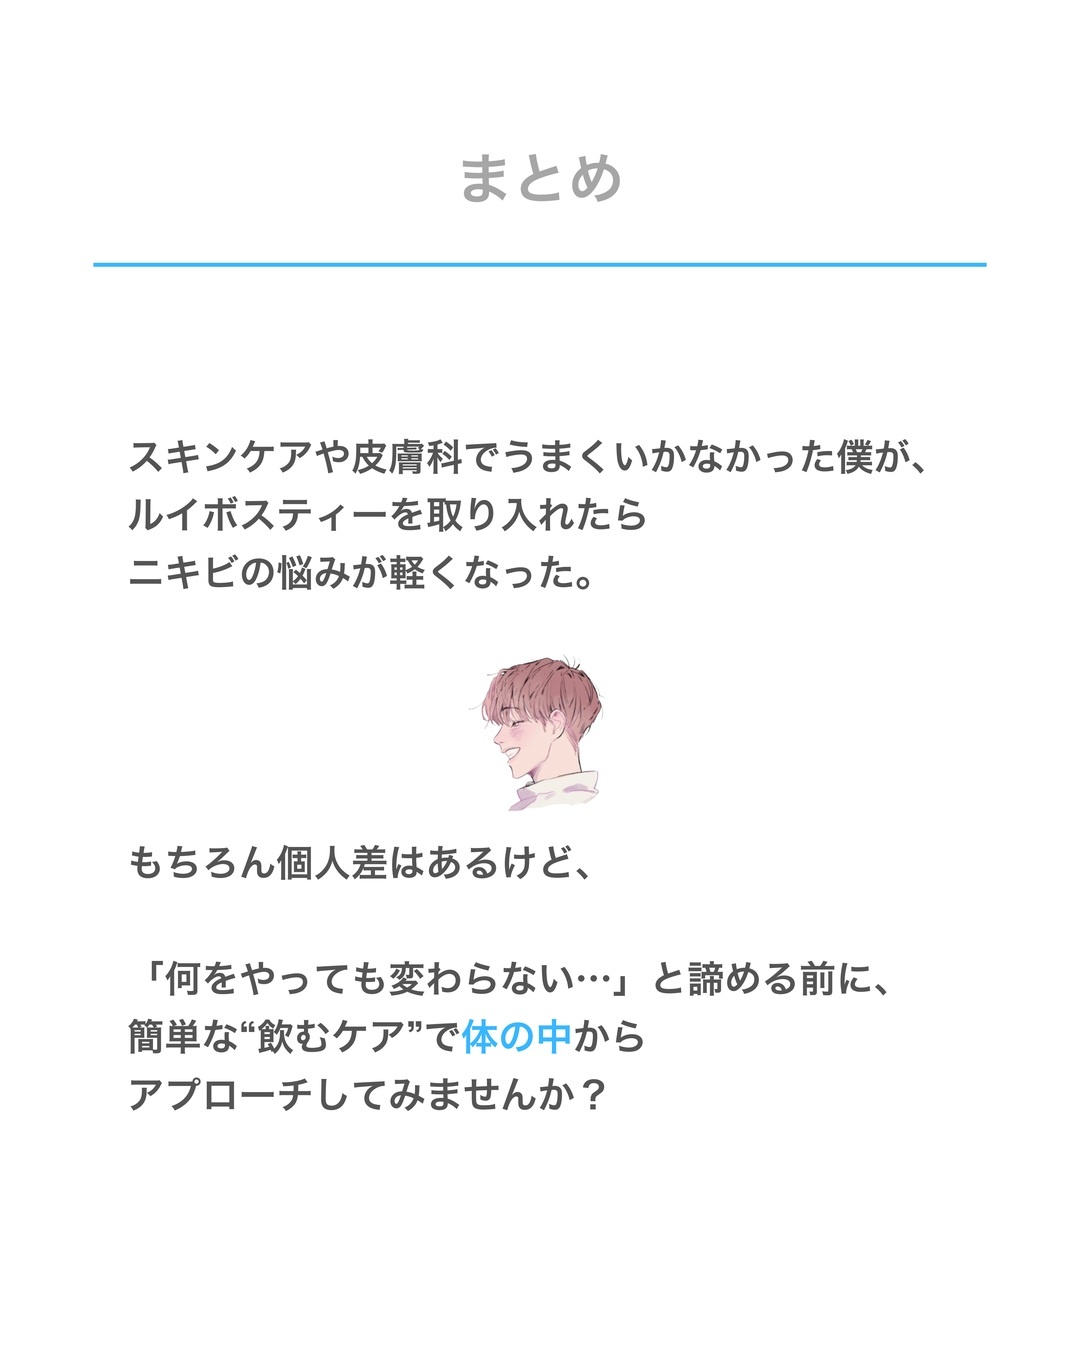 まとめ
スキンケアや皮膚科でうまくいかなかった僕が、
ルイボスティーを取り入れたら
ニキビの悩みが軽くなった。
もちろん個人差はあるけど、
「何をやっても変わらない…」と諦める前に、
簡単な“飲むケア”で体の中から
アプローチしてみませんか？